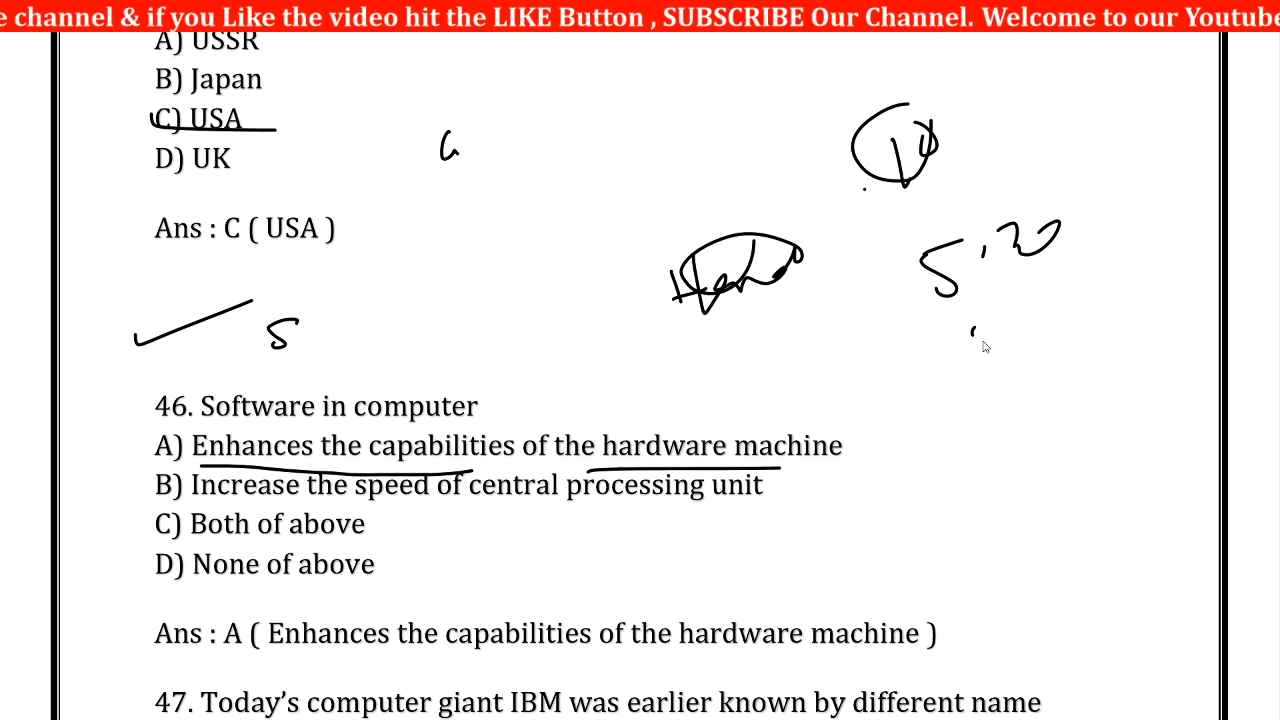 e channel & if you Like the video hit the LIKE Button , SUBSCRIBE Our Channel. Welcome to our Youtube
A) USSR
B) Japan
C) USA
D) UK
Ans : C ( USA )
5.30
S
46. Software in computer
A) Enhances the capabilities of the hardware machine
B) Increase the speed of central processing unit
C) Both of above
D) None of above
Ans : A ( Enhances the capabilities of the hardware machine )
47. Today’s computer giant IBM was earlier known by different name